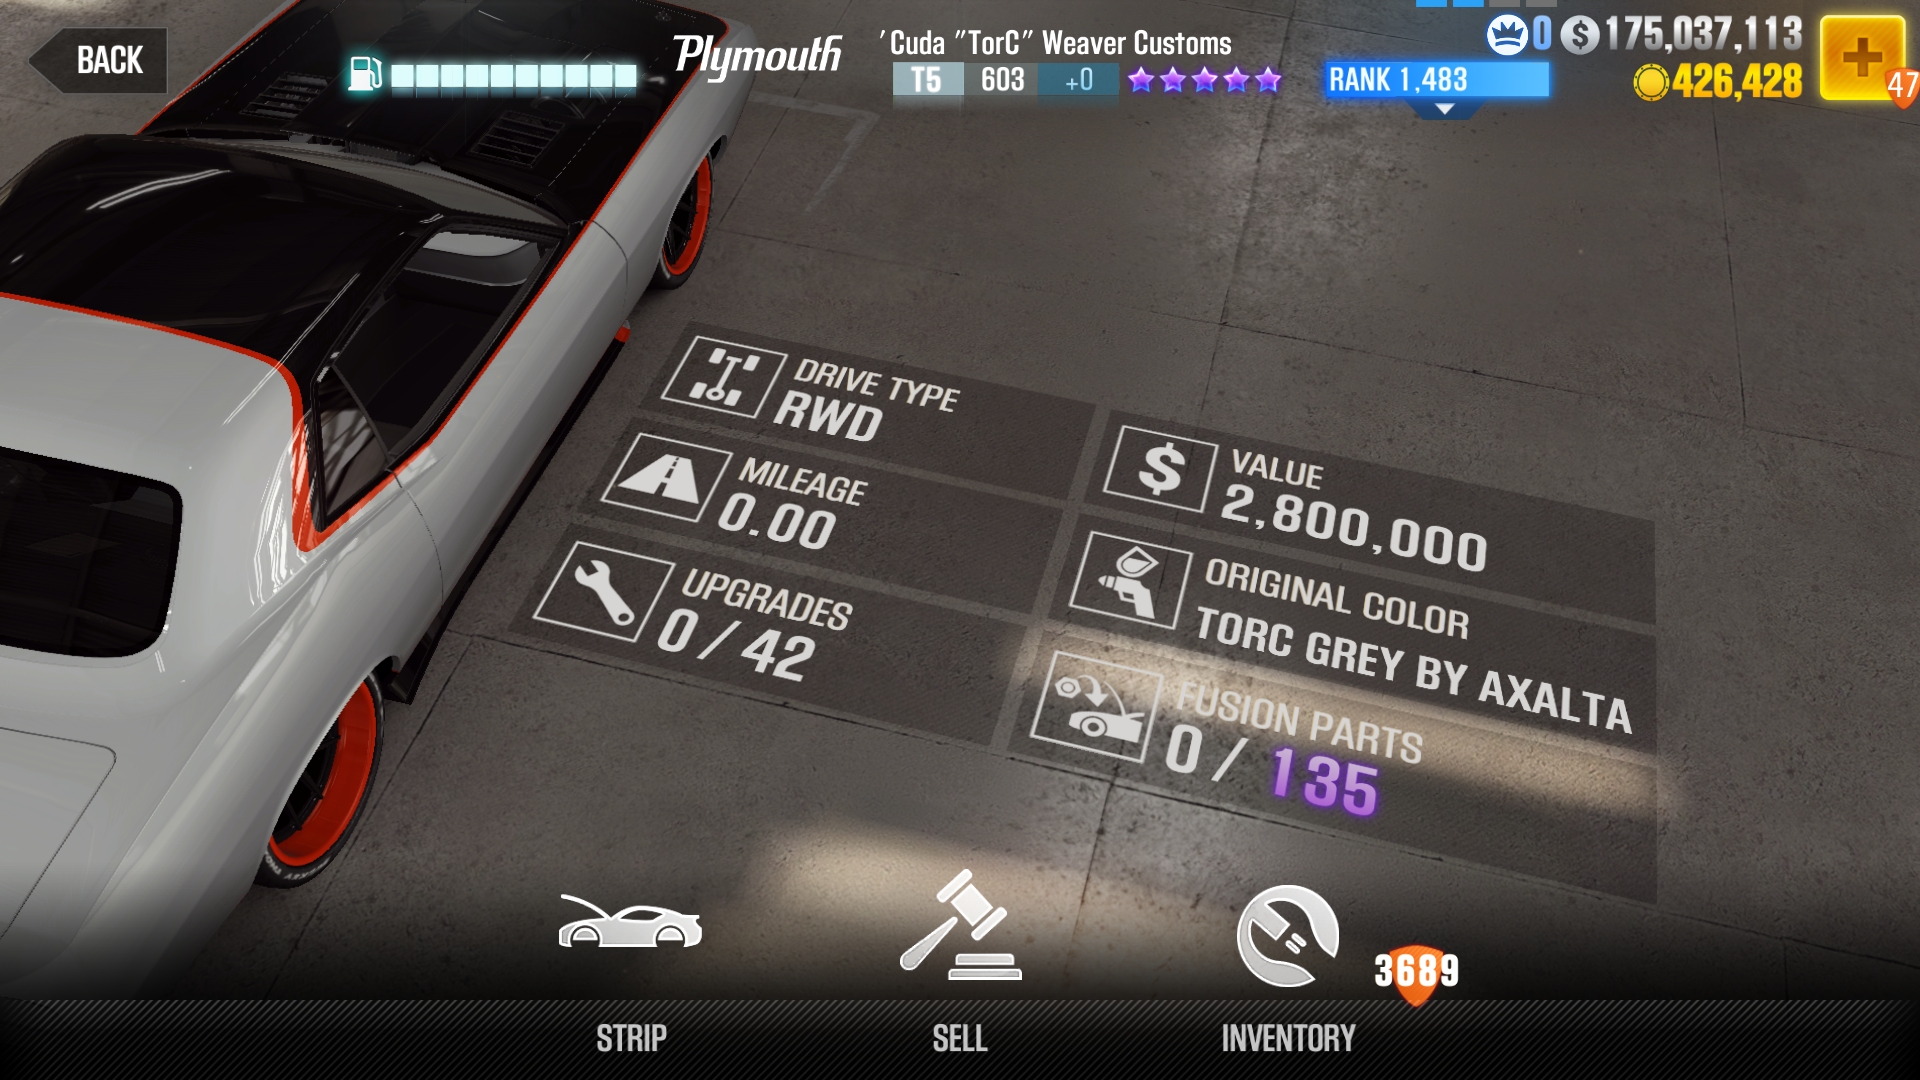 BACK
Plymouth
'Cuda "TorC" Weaver Customs
T5 603 +0
RANK 1,483
0 $ 175,037,113
426,428
47
DRIVE TYPE
RWD
MILEAGE
0.00
UPGRADES
0 / 42
$ VALUE
2,800,000
ORIGINAL COLOR
TORC GREY BY AXALTA
FUSION PARTS
0 / 135
STRIP
SELL
INVENTORY
3689